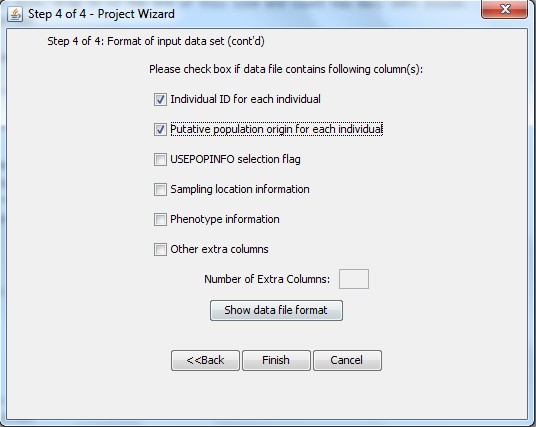 Step 4 of 4 - Project Wizard
Step 4 of 4: Format of input data set (cont'd)
Please check box if data file contains following column(s):
Individual ID for each individual
Putative population origin for each individual
USEPOPINFO selection flag
Sampling location information
Phenotype information
Other extra columns
Number of Extra Columns:
Show data file format
<<Back Finish Cancel